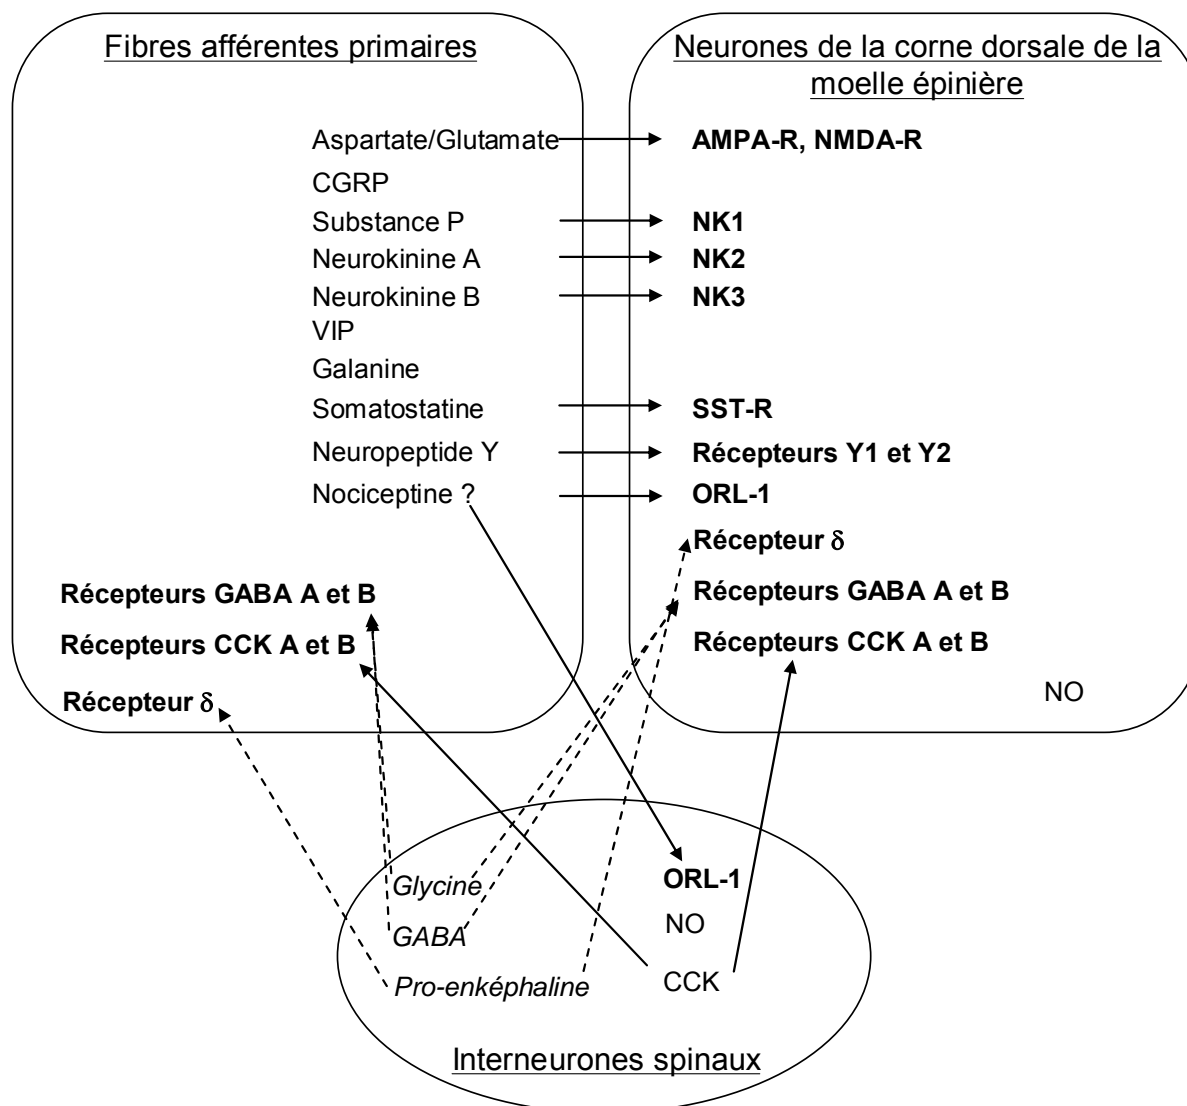 Fibres afférentes primaires
Neurones de la corne dorsale de la
moelle épinière
Aspartate/Glutamate
AMPA-R, NMDA-R
CGRP
Substance P
NK1
Neurokinine A
NK2
Neurokinine B
NK3
VIP
Galanine
Somatostatine
SST-R
Neuropeptide Y
Récepteurs Y1 et Y2
Nociceptine ?
ORL-1
Récepteur δ
Récepteurs GABA A et B
Récepteurs GABA A et B
Récepteurs CCK A et B
Récepteurs CCK A et B
Récepteur δ
NO
Glycine
ORL-1
GABA
NO
Pro-enképhaline
CCK
Interneurones spinaux